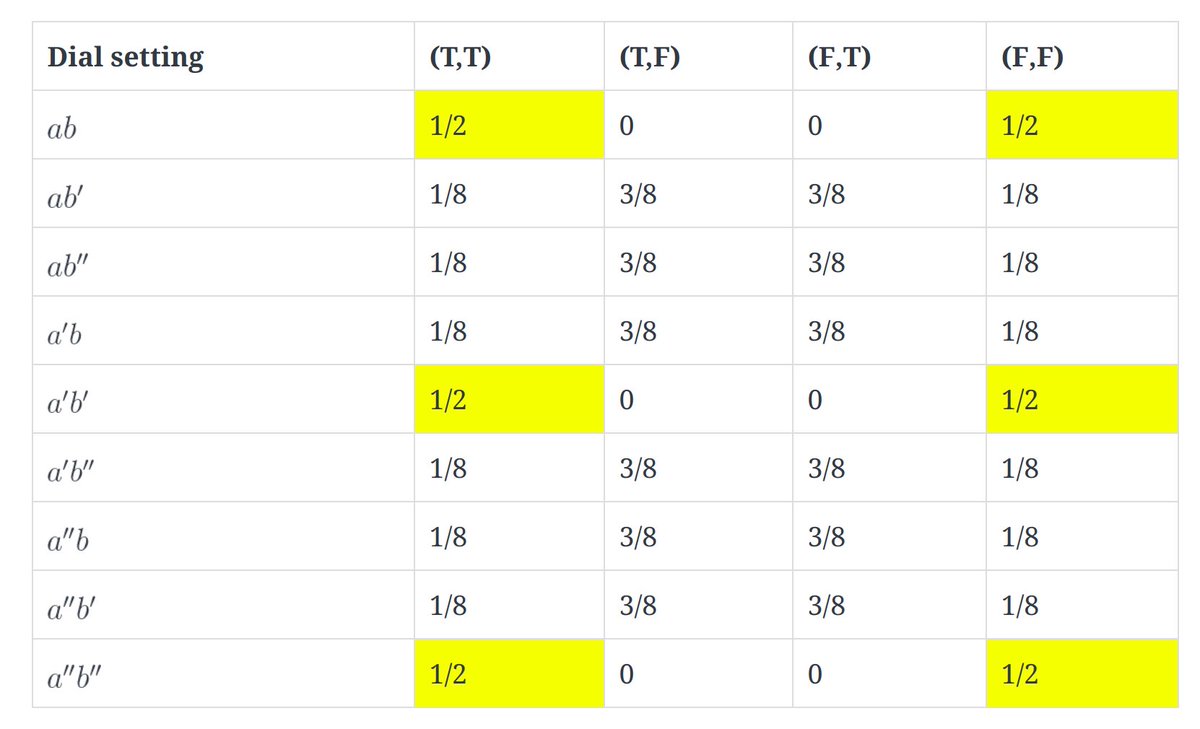 Dial setting (T,T) (T,F) (F,T) (F,F)
ab 1/2 0 0 1/2
ab′ 1/8 3/8 3/8 1/8
ab″ 1/8 3/8 3/8 1/8
a′b 1/8 3/8 3/8 1/8
a′b′ 1/2 0 0 1/2
a′b″ 1/8 3/8 3/8 1/8
a″b 1/8 3/8 3/8 1/8
a″b′ 1/8 3/8 3/8 1/8
a″b″ 1/2 0 0 1/2